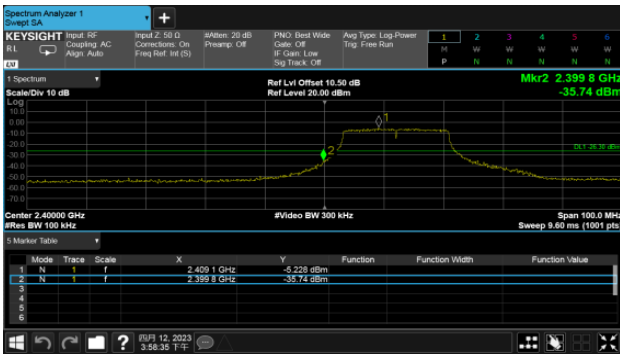 Spectrum Analyzer 1
Swept SA
KEYSIGHT Input: RF Input Z: 50 Ω #Atten: 20 dB PNO: Best Wide Avg Type: Log-Power 1 2 3 4 5 6
RL Coupling: AC Corrections: On Preamp: Off Gate: Off Trig: Free Run M W W W W W
Align: Auto Freq Ref: Int (S) IF Gain: Low
LXI Sig Track: Off P N N N N N
1 Spectrum
Ref Lvl Offset 10.50 dB Mkr2 2.399 8 GHz
Scale/Div 10 dB Ref Level 20.00 dBm -35.74 dBm
Log
10.0
0.00
-10.0
-20.0
-30.0
-40.0
-50.0
-60.0
-70.0
1
2
Center 2.40000 GHz #Video BW 300 kHz Span 100.0 MHz
#Res BW 100 kHz Sweep 9.60 ms (1001 pts)
5 Marker Table
Mode Trace Scale X Y Function Function Width Function Value
1 N 1 f 2.409 1 GHz -5.228 dBm
2 N 1 f 2.399 8 GHz -35.74 dBm
3
4
5
6
? 四月 12, 2023
3:58:35 下午